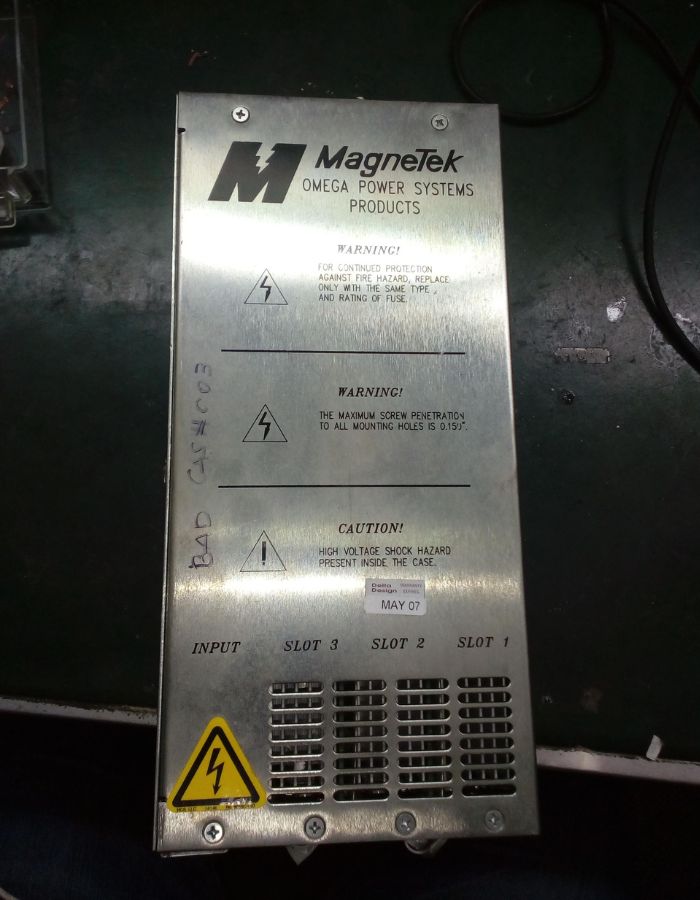 MAGNETEK
OMEGA POWER SYSTEMS
PRODUCTS
WARNING!
FOR CONTINUED PROTECTION
AGAINST FIRE HAZARD, REPLACE
ONLY WITH THE SAME TYPE
AND RATING OF FUSE.
WARNING!
THE MAXIMUM SCREW PENETRATION
TO ALL MOUNTING HOLES IS 0.150".
CAUTION!
HIGH VOLTAGE SHOCK HAZARD
PRESENT INSIDE THE CASE.
Delta
Design
MAY 07
INPUT SLOT 3 SLOT 2 SLOT 1
BAD